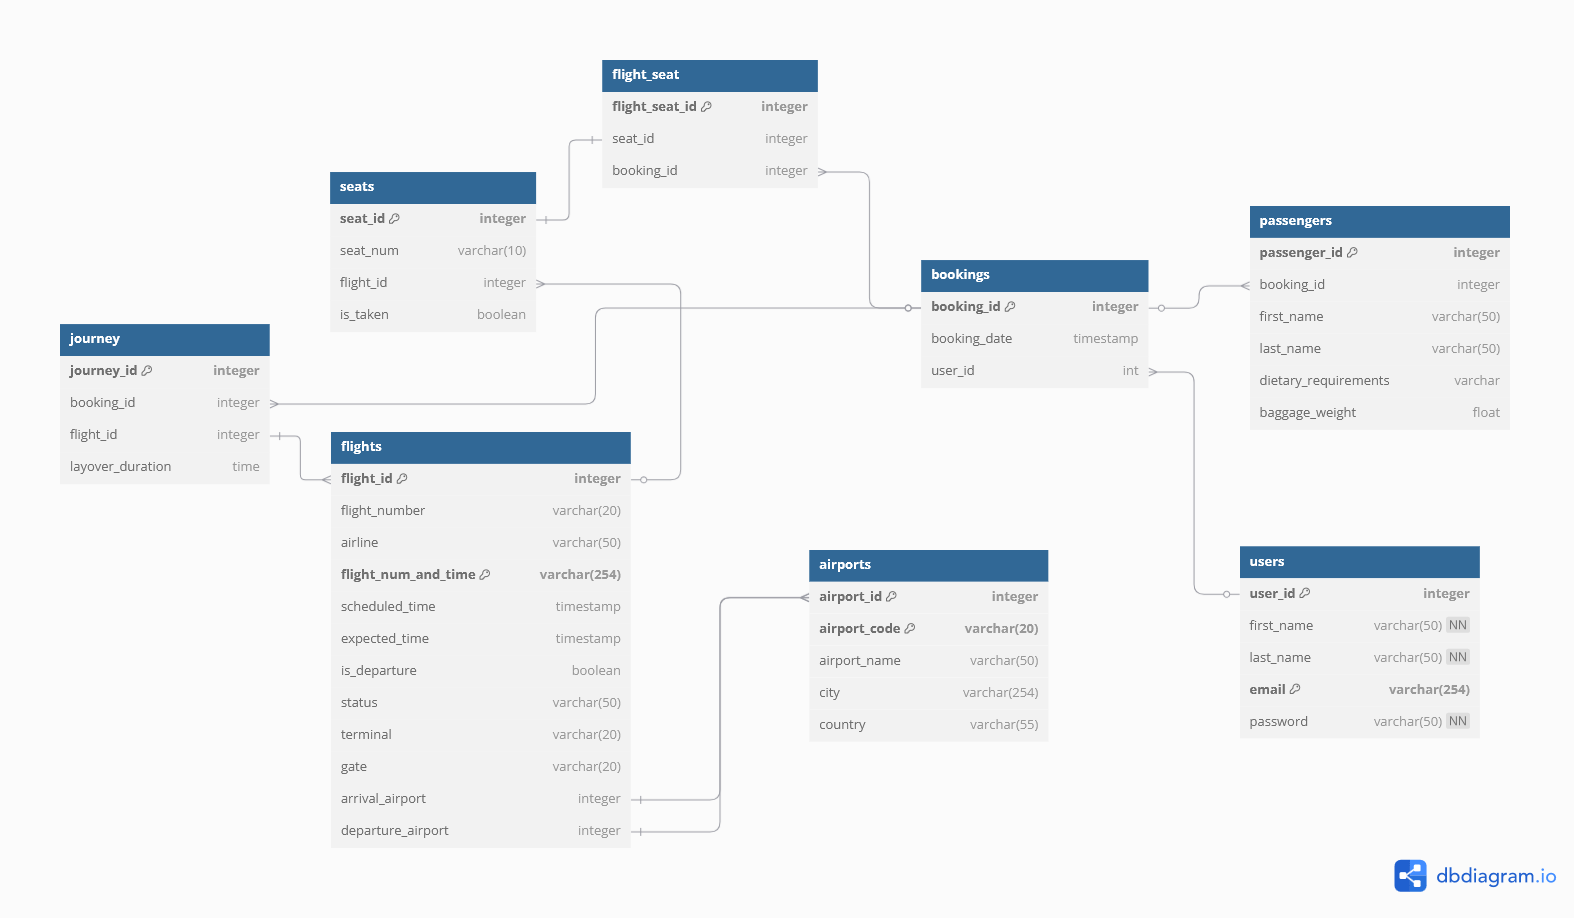 flight_seat
flight_seat_id integer
seat_id integer
booking_id integer
seats
seat_id integer
seat_num varchar(10)
flight_id integer
is_taken boolean
passengers
passenger_id integer
booking_id integer
first_name varchar(50)
last_name varchar(50)
dietary_requirements varchar
baggage_weight float
bookings
booking_id integer
booking_date timestamp
user_id int
journey
journey_id integer
booking_id integer
flight_id integer
layover_duration time
flights
flight_id integer
flight_number varchar(20)
airline varchar(50)
flight_num_and_time varchar(254)
scheduled_time timestamp
expected_time timestamp
is_departure boolean
status varchar(50)
terminal varchar(20)
gate varchar(20)
arrival_airport integer
departure_airport integer
airports
airport_id integer
airport_code varchar(20)
airport_name varchar(50)
city varchar(254)
country varchar(55)
users
user_id integer
first_name varchar(50) NN
last_name varchar(50) NN
email varchar(254)
password varchar(50) NN
dbdiagram.io